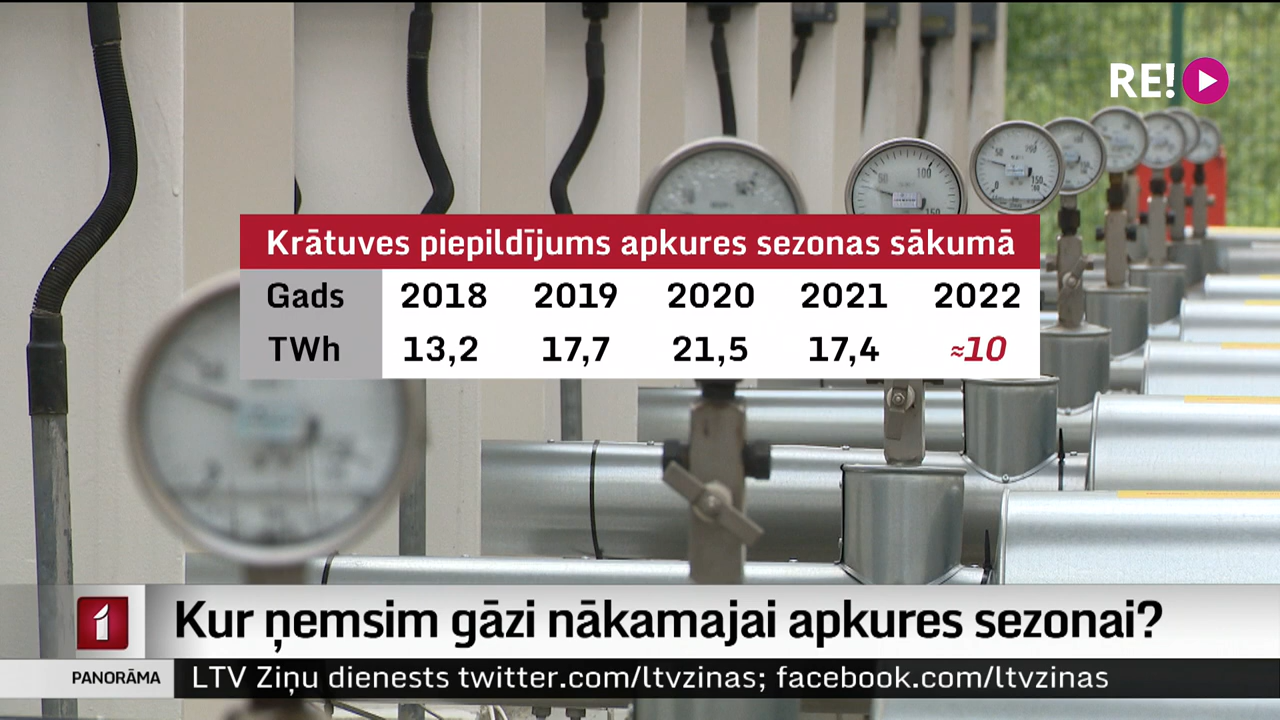 RE!
Krātuves piepildījums apkures sezonas sākumā
Gads 2018 2019 2020 2021 2022
TWh 13,2 17,7 21,5 17,4 ≈10
1 Kur ņemsim gāzi nākamajai apkures sezonai?
PANORĀMA LTV Ziņu dienests twitter.com/ltvzinas; facebook.com/ltvzinas